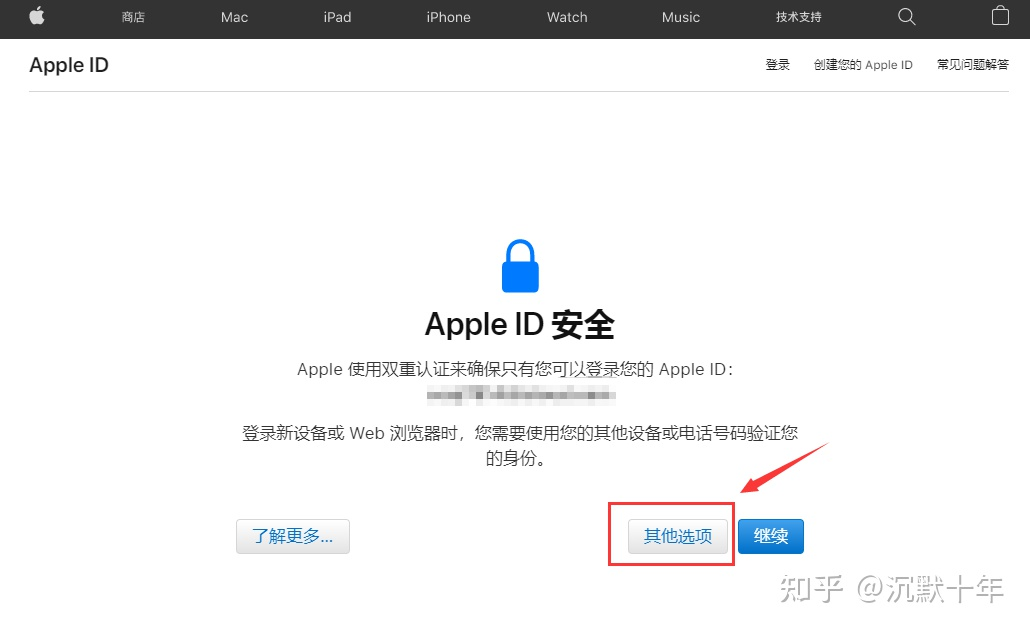 商店
Mac
iPad
iPhone
Watch
Music
技术支持
Apple ID
登录
创建您的 Apple ID
常见问题解答
Apple ID 安全
Apple 使用双重认证来确保只有您可以登录您的 Apple ID：
登录新设备或 Web 浏览器时，您需要使用您的其他设备或电话号码验证您
的身份。
了解更多...
其他选项
继续
知乎 @沉默十年